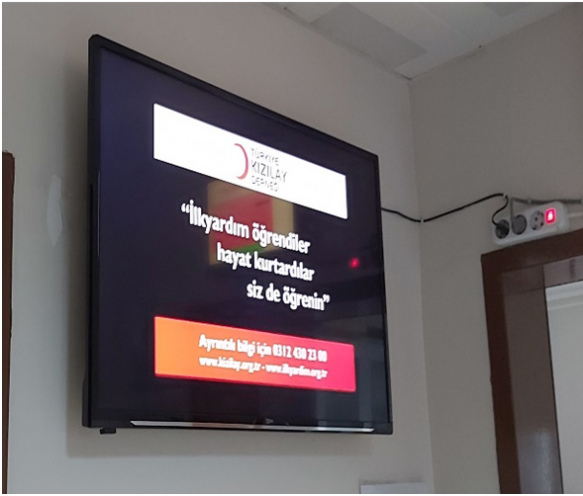 TÜRKİYE
KIZILAY
DERNEĞİ
“İlkyardım öğrendiler
hayat kurtardılar
siz de öğrenin”
Ayrıntılı bilgi için 0312 430 23 00
www.kizilay.org.tr - www.ilkyardim.org.tr